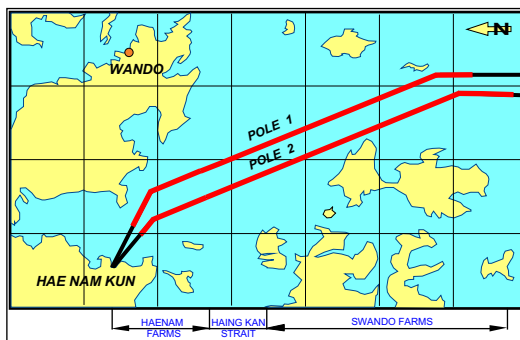 N
WANDO
POLE 1
POLE 2
HAE NAM KUN
HAENAM
FARMS
HAING KAN
STRAIT
SWANDO FARMS